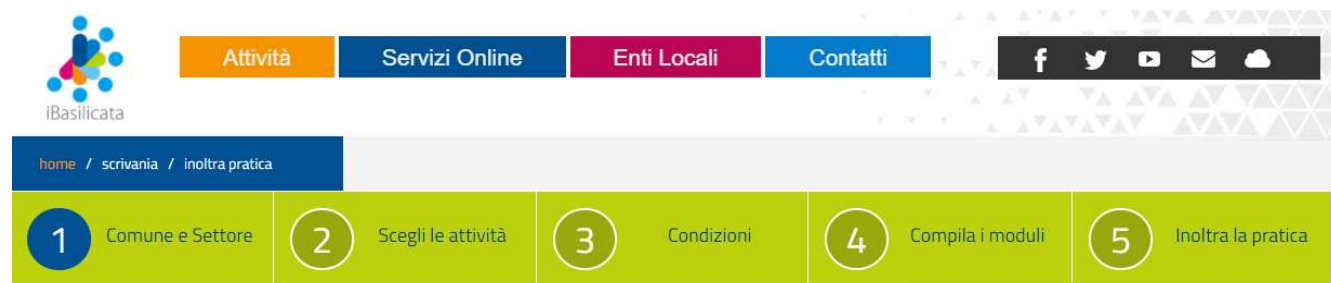 Attività Servizi Online Enti Locali Contatti
iBasilicata
home / scrivania / inoltra pratica
1 Comune e Settore 2 Scegli le attività 3 Condizioni 4 Compila i moduli 5 Inoltra la pratica